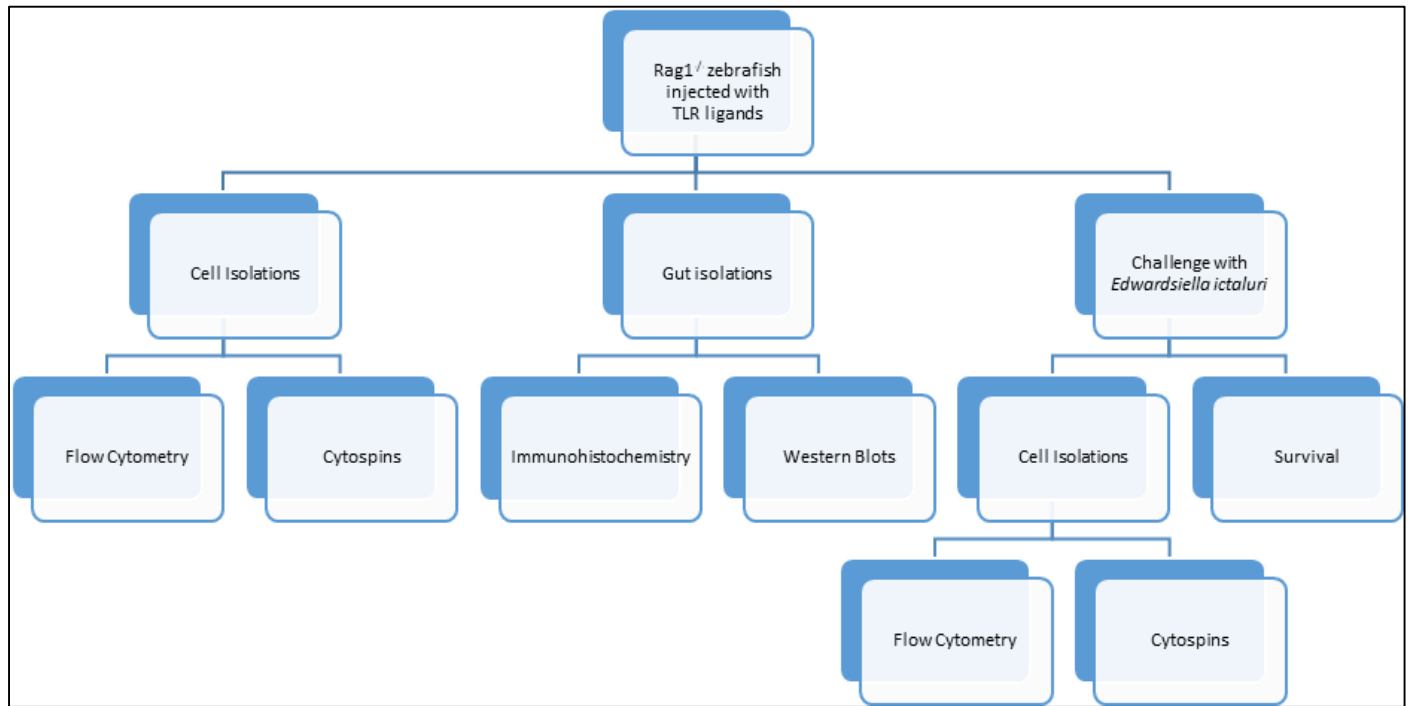 Rag1-/- zebrafish
injected with
TLR ligands
Cell Isolations
Gut isolations
Challenge with
Edwardsiella ictaluri
Flow Cytometry
Cytospins
Immunohistochemistry
Western Blots
Cell Isolations
Survival
Flow Cytometry
Cytospins